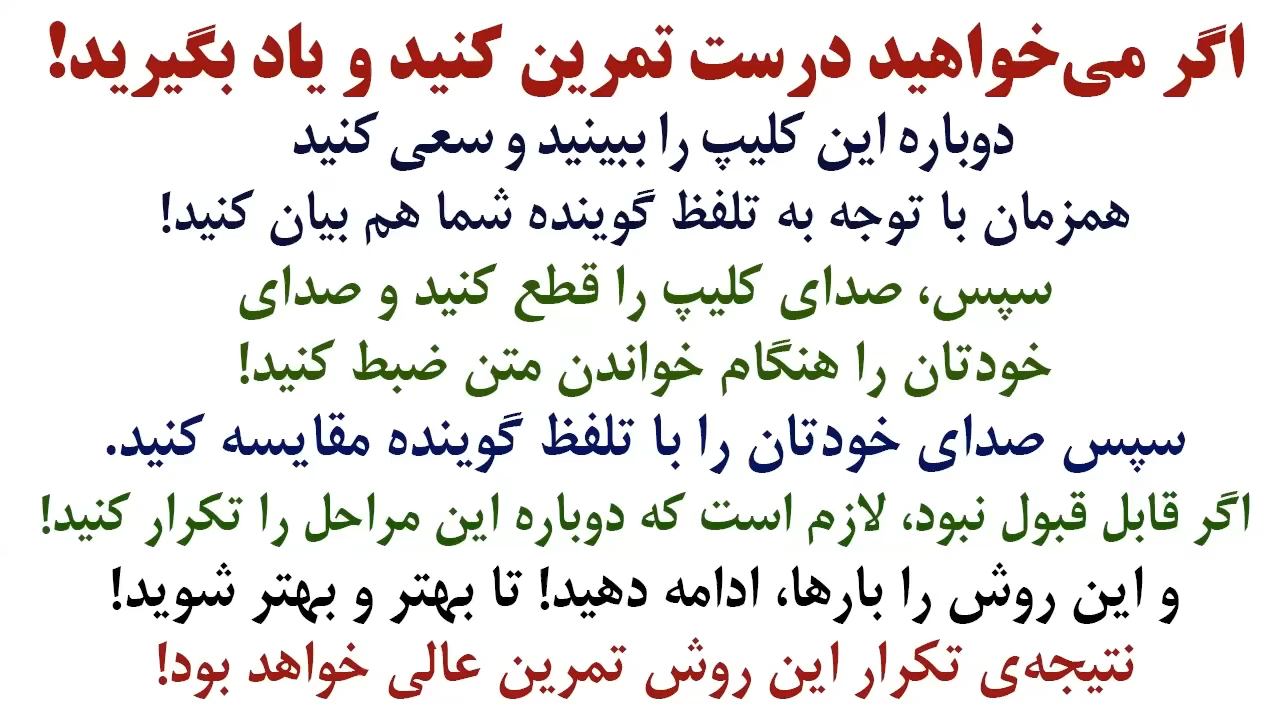 اگر می‌خواهید درست تمرین کنید و یاد بگیرید!
دوباره این کلیپ را ببینید و سعی کنید
همزمان با توجه به تلفظ گوینده شما هم بیان کنید!
سپس، صدای کلیپ را قطع کنید و صدای
خودتان را هنگام خواندن متن ضبط کنید!
سپس صدای خودتان را با تلفظ گوینده مقایسه کنید.
اگر قابل قبول نبود، لازم است که دوباره این مراحل را تکرار کنید!
و این روش را بارها، ادامه دهید! تا بهتر و بهتر شوید!
نتیجه‌ی تکرار این روش تمرین عالی خواهد بود!